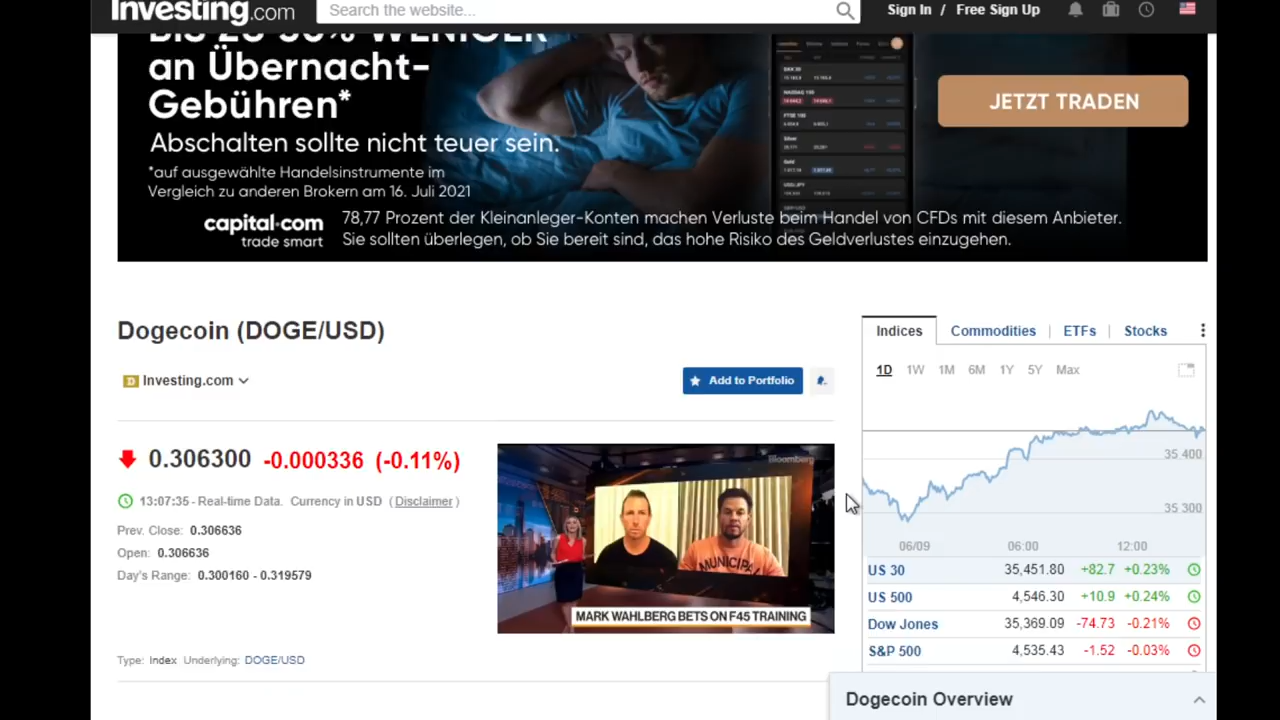 Investing.com
Search the website...
Sign In / Free Sign Up
an Übernacht-
Gebühren*
Abschalten sollte nicht teuer sein.
*auf ausgewählte Handelsinstrumente im
Vergleich zu anderen Brokern am 16. Juli 2021
JETZT TRADEN
capital.com
trade smart
78,77 Prozent der Kleinanleger-Konten machen Verluste beim Handel von CFDs mit diesem Anbieter.
Sie sollten überlegen, ob Sie bereit sind, das hohe Risiko des Geldverlustes einzugehen.
Dogecoin (DOGE/USD)
Investing.com
Add to Portfolio
0.306300 -0.000336 (-0.11%)
13:07:35 - Real-time Data. Currency in USD ( Disclaimer )
Prev. Close: 0.306636
Open: 0.306636
Day's Range: 0.300160 - 0.319579
Bloomberg
MUNICIPAL
MARK WAHLBERG BETS ON F45 TRAINING
Type: Index Underlying: DOGE/USD
Indices Commodities ETFs Stocks
1D 1W 1M 6M 1Y 5Y Max
35.400
35.300
06/09 06:00 12:00
US 30 35,451.80 +82.7 +0.23%
US 500 4,546.30 +10.9 +0.24%
Dow Jones 35,369.09 -74.73 -0.21%
S&P 500 4,535.43 -1.52 -0.03%
Dogecoin Overview